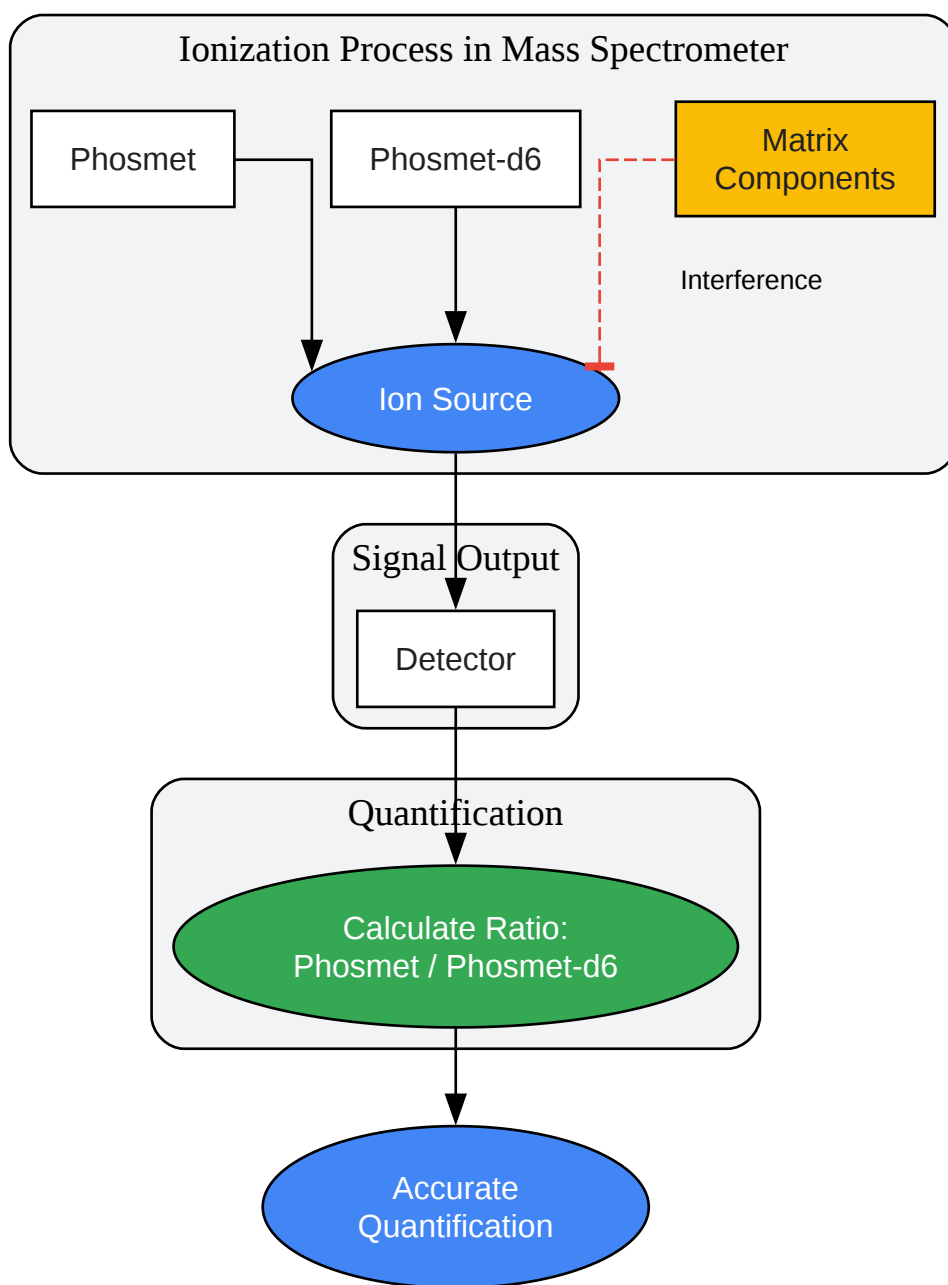 Ionization Process in Mass Spectrometer
Phosmet
Phosmet-d6
Matrix
Components
Interference
Ion Source
Signal Output
Detector
Quantification
Calculate Ratio:
Phosmet / Phosmet-d6
Accurate
Quantification